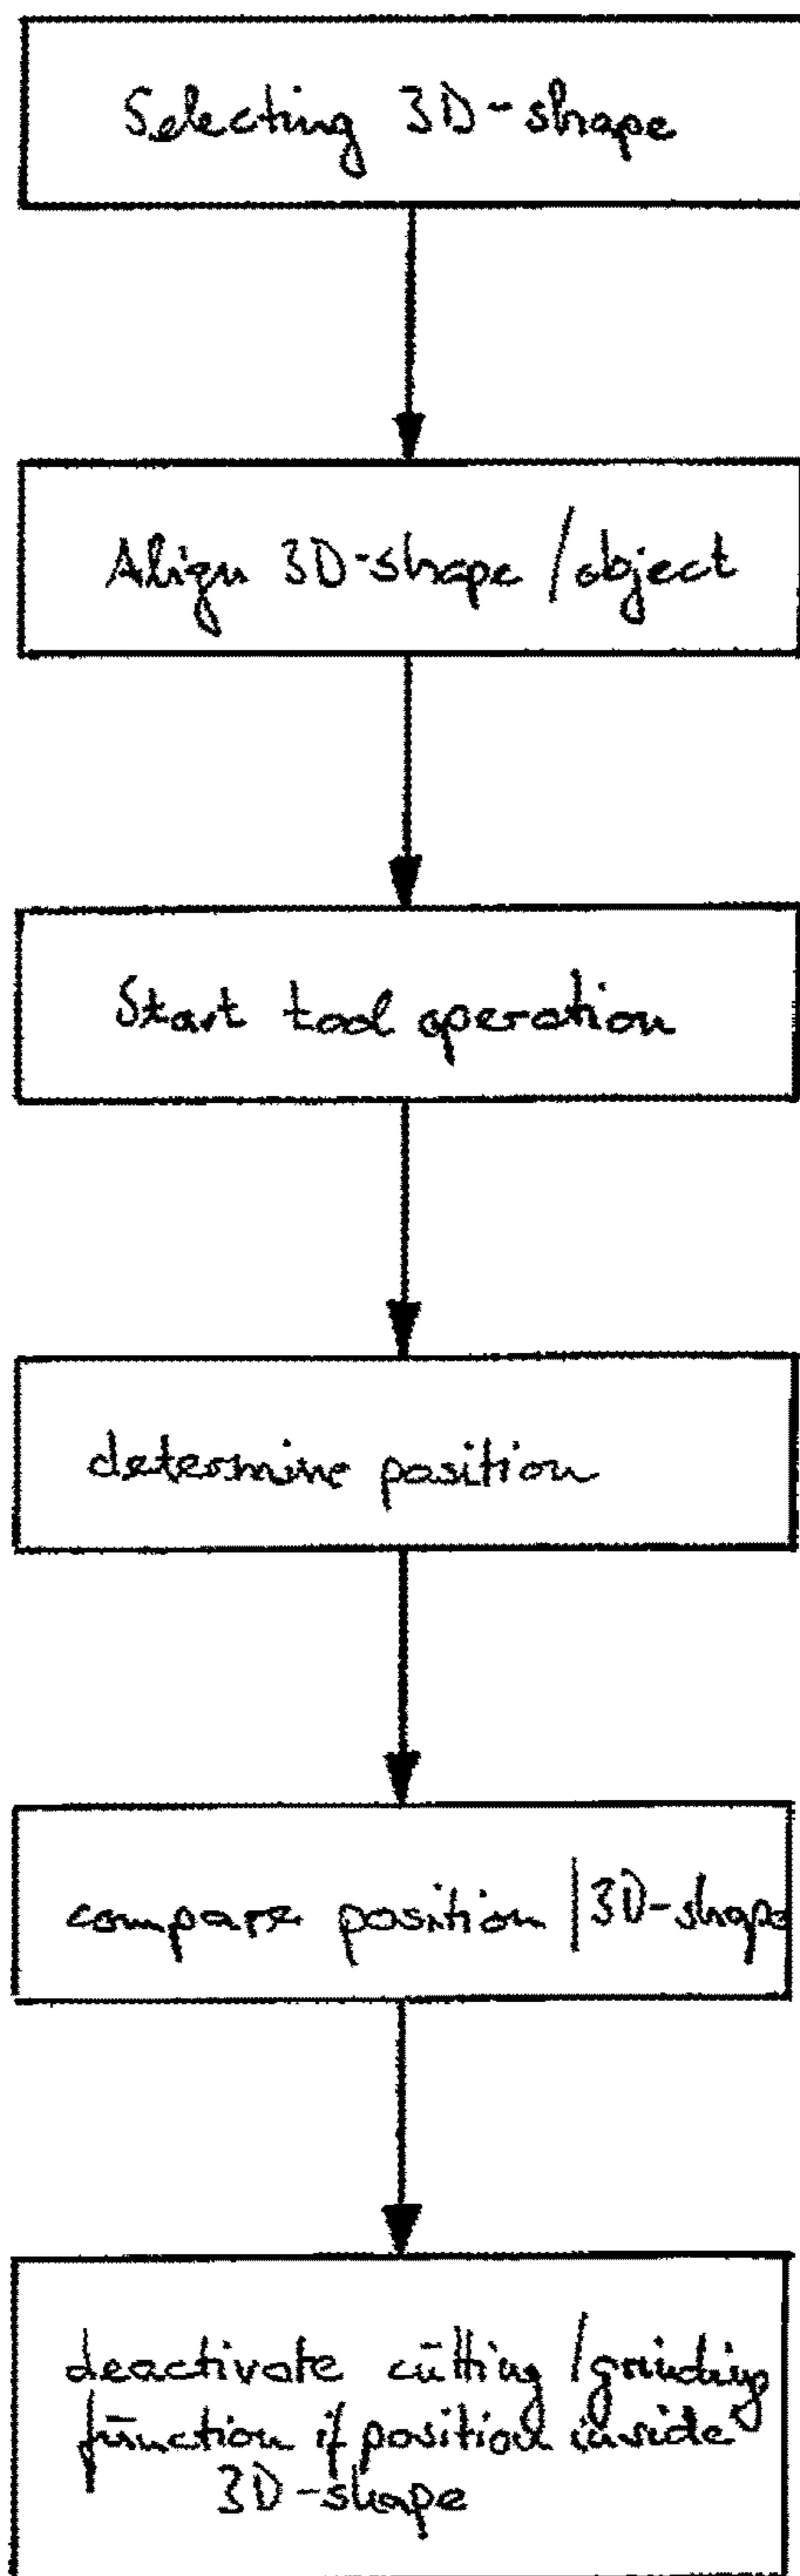 Selecting 3D-shape
Align 3D-shape /object
Start tool operation
determine position
compare position /3D-shape
deactivate cutting /grinding
function if position inside
3D-shape